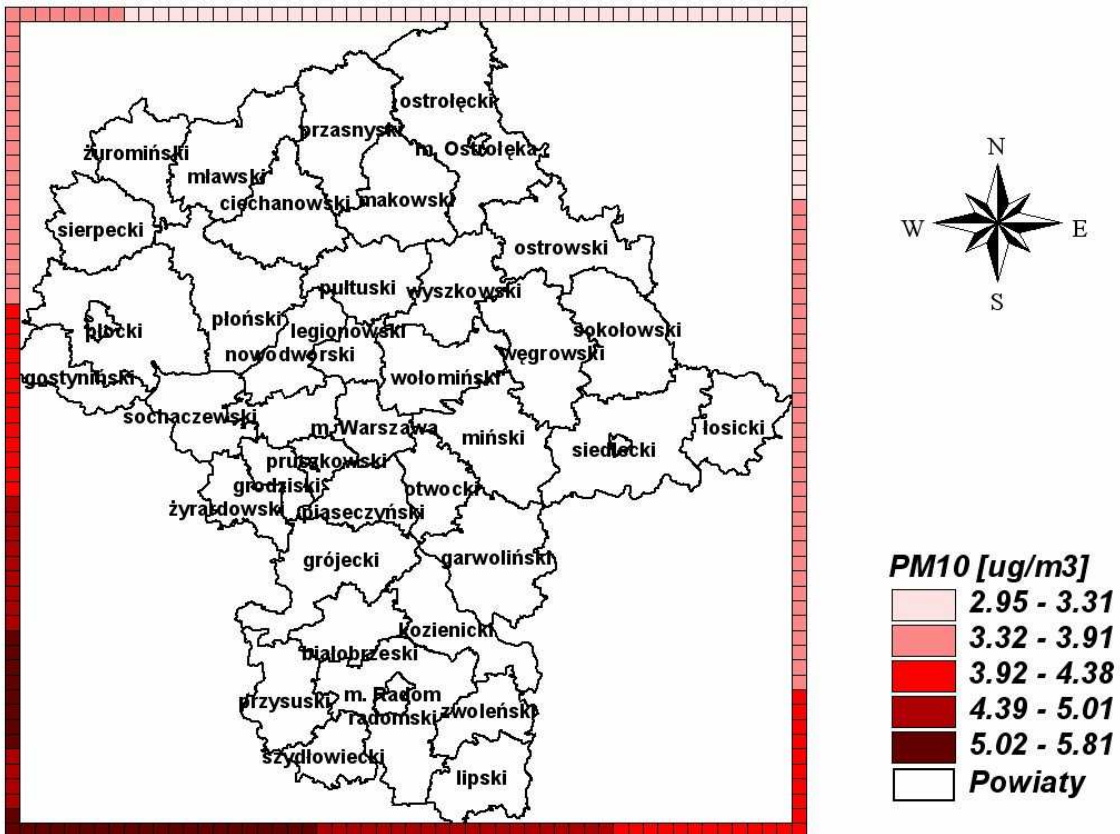 ostrołęcki
przasnyski
m. Ostrołęka
żuromiński
mławski
ciechanowski
makowski
sierpecki
ostrowski
pułtuski
wyszkowski
płoński
płocki
legionowski
sokołowski
nowodworski
węgrowski
gostyniński
wołomiński
sochaczewski
m. Warszawa
miński
łosicki
siedlecki
pruszkowski
grodziski
otwocki
żyrardowski
piaseczyński
grójecki
garwoliński
kozienicki
białobrzeski
przysuski
m. Radom
radomski
zwoleński
szydłowiecki
lipski
N
W
E
S
PM10 [ug/m3]
2.95 - 3.31
3.32 - 3.91
3.92 - 4.38
4.39 - 5.01
5.02 - 5.81
Powiaty